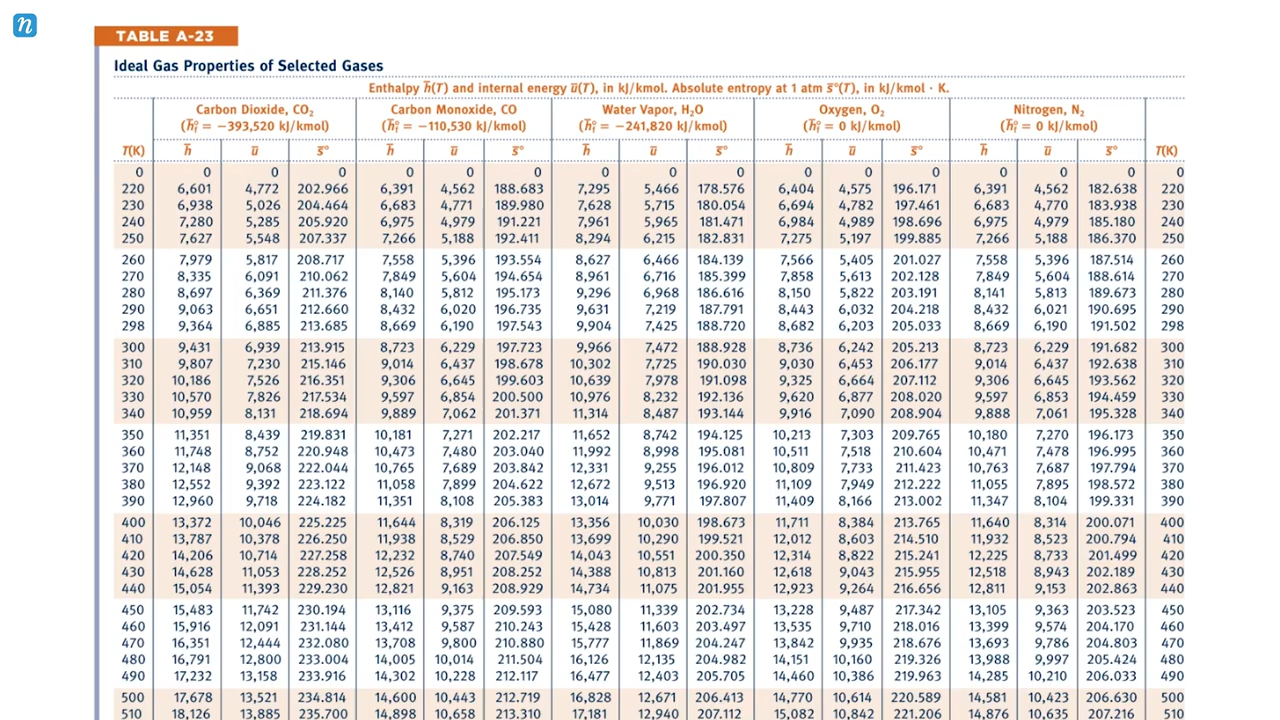 n
TABLE A-23
Ideal Gas Properties of Selected Gases
Enthalpy h̅(T) and internal energy u̅(T), in kJ/kmol. Absolute entropy at 1 atm s̅°(T), in kJ/kmol · K.
Carbon Dioxide, CO₂ Carbon Monoxide, CO Water Vapor, H₂O Oxygen, O₂ Nitrogen, N₂
(h̅f° = −393,520 kJ/kmol) (h̅f° = −110,530 kJ/kmol) (h̅f° = −241,820 kJ/kmol) (h̅f° = 0 kJ/kmol) (h̅f° = 0 kJ/kmol)
T(K) h̅ u̅ s̅° h̅ u̅ s̅° h̅ u̅ s̅° h̅ u̅ s̅° h̅ u̅ s̅° T(K)
0 0 0 0 0 0 0 0 0 0 0 0 0 0 0 0 0
220 6,601 4,772 202.966 6,391 4,562 188.683 7,295 5,466 178.576 6,404 4,575 196.171 6,391 4,562 182.638 220
230 6,938 5,026 204.464 6,683 4,771 189.980 7,628 5,715 180.054 6,694 4,782 197.461 6,683 4,770 183.938 230
240 7,280 5,285 205.920 6,975 4,979 191.221 7,961 5,965 181.471 6,984 4,989 198.696 6,975 4,979 185.180 240
250 7,627 5,548 207.337 7,266 5,188 192.411 8,294 6,215 182.831 7,275 5,197 199.885 7,266 5,188 186.370 250
260 7,979 5,817 208.717 7,558 5,396 193.554 8,627 6,466 184.139 7,566 5,405 201.027 7,558 5,396 187.514 260
270 8,335 6,091 210.062 7,849 5,604 194.654 8,961 6,716 185.399 7,858 5,613 202.128 7,849 5,604 188.614 270
280 8,697 6,369 211.376 8,140 5,812 195.173 9,296 6,968 186.616 8,150 5,822 203.191 8,141 5,813 189.673 280
290 9,063 6,651 212.660 8,432 6,020 196.735 9,631 7,219 187.791 8,443 6,032 204.218 8,432 6,021 190.695 290
298 9,364 6,885 213.685 8,669 6,190 197.543 9,904 7,425 188.720 8,682 6,203 205.033 8,669 6,190 191.502 298
300 9,431 6,939 213.915 8,723 6,229 197.723 9,966 7,472 188.928 8,736 6,242 205.213 8,723 6,229 191.682 300
310 9,807 7,230 215.146 9,014 6,437 198.678 10,302 7,725 190.030 9,030 6,453 206.177 9,014 6,437 192.638 310
320 10,186 7,526 216.351 9,306 6,645 199.603 10,639 7,978 191.098 9,325 6,664 207.112 9,306 6,645 193.562 320
330 10,570 7,826 217.534 9,597 6,854 200.500 10,976 8,232 192.136 9,620 6,877 208.020 9,597 6,853 194.459 330
340 10,959 8,131 218.694 9,889 7,062 201.371 11,314 8,487 193.144 9,916 7,090 208.904 9,888 7,061 195.328 340
350 11,351 8,439 219.831 10,181 7,271 202.217 11,652 8,742 194.125 10,213 7,303 209.765 10,180 7,270 196.173 350
360 11,748 8,752 220.948 10,473 7,480 203.040 11,992 8,998 195.081 10,511 7,518 210.604 10,471 7,478 196.995 360
370 12,148 9,068 222.044 10,765 7,689 203.842 12,331 9,255 196.012 10,809 7,733 211.423 10,763 7,687 197.794 370
380 12,552 9,392 223.122 11,058 7,899 204.622 12,672 9,513 196.920 11,109 7,949 212.222 11,055 7,895 198.572 380
390 12,960 9,718 224.182 11,351 8,108 205.383 13,014 9,771 197.807 11,409 8,166 213.002 11,347 8,104 199.331 390
400 13,372 10,046 225.225 11,644 8,319 206.125 13,356 10,030 198.673 11,711 8,384 213.765 11,640 8,314 200.071 400
410 13,787 10,378 226.250 11,938 8,529 206.850 13,699 10,290 199.521 12,012 8,603 214.510 11,932 8,523 200.794 410
420 14,206 10,714 227.258 12,232 8,740 207.549 14,043 10,551 200.350 12,314 8,822 215.241 12,225 8,733 201.499 420
430 14,628 11,053 228.252 12,526 8,951 208.252 14,388 10,813 201.160 12,618 9,043 215.955 12,518 8,943 202.189 430
440 15,054 11,393 229.230 12,821 9,163 208.929 14,734 11,075 201.955 12,923 9,264 216.656 12,811 9,153 202.863 440
450 15,483 11,742 230.194 13,116 9,375 209.593 15,080 11,339 202.734 13,228 9,487 217.342 13,105 9,363 203.523 450
460 15,916 12,091 231.144 13,412 9,587 210.243 15,428 11,603 203.497 13,535 9,710 218.016 13,399 9,574 204.170 460
470 16,351 12,444 232.080 13,708 9,800 210.880 15,777 11,869 204.247 13,842 9,935 218.676 13,693 9,786 204.803 470
480 16,791 12,800 233.004 14,005 10,014 211.504 16,126 12,135 204.982 14,151 10,160 219.326 13,988 9,997 205.424 480
490 17,232 13,158 233.916 14,302 10,228 212.117 16,477 12,403 205.705 14,460 10,386 219.963 14,285 10,210 206.033 490
500 17,678 13,521 234.814 14,600 10,443 212.719 16,828 12,671 206.413 14,770 10,614 220.589 14,581 10,423 206.630 500
510 18,126 13,885 235.700 14,898 10,658 213.310 17,181 12,940 207.112 15,082 10,842 221.206 14,876 10,635 207.216 510